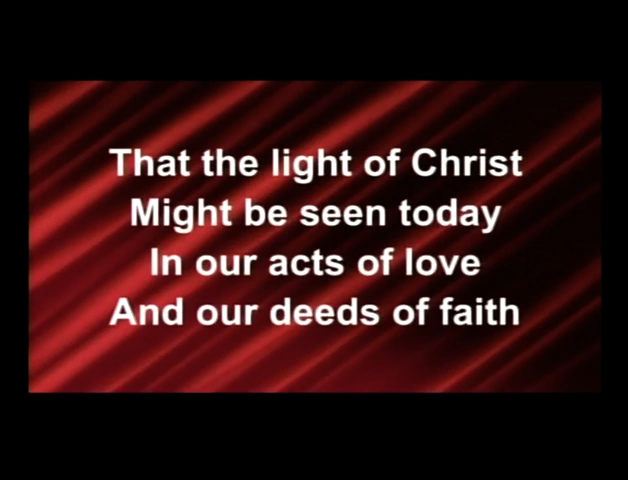 That the light of Christ
Might be seen today
In our acts of love
And our deeds of faith